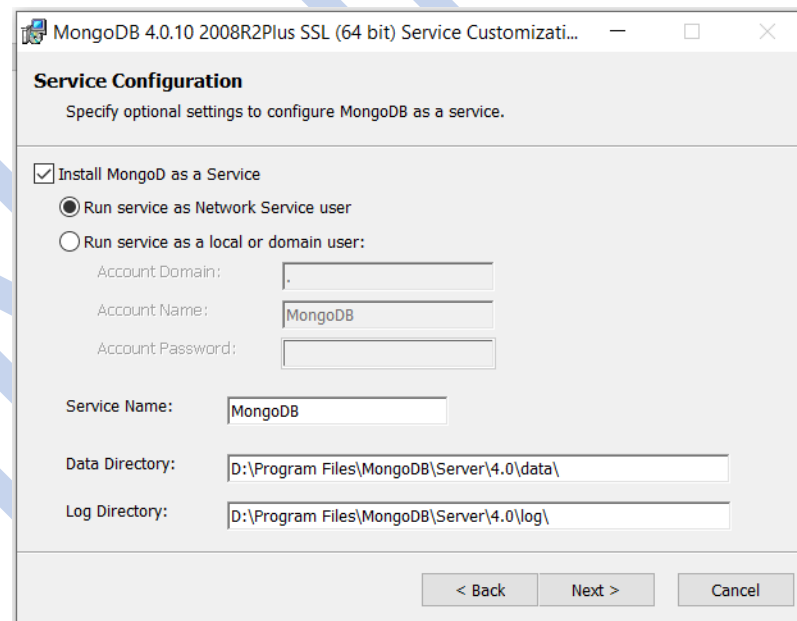 MongoDB 4.0.10 2008R2Plus SSL (64 bit) Service Customizati...
Service Configuration
Specify optional settings to configure MongoDB as a service.
Install MongoD as a Service
Run service as Network Service user
Run service as a local or domain user:
Account Domain: .
Account Name: MongoDB
Account Password:
Service Name: MongoDB
Data Directory: D:\Program Files\MongoDB\Server\4.0\data\
Log Directory: D:\Program Files\MongoDB\Server\4.0\log\
< Back Next > Cancel